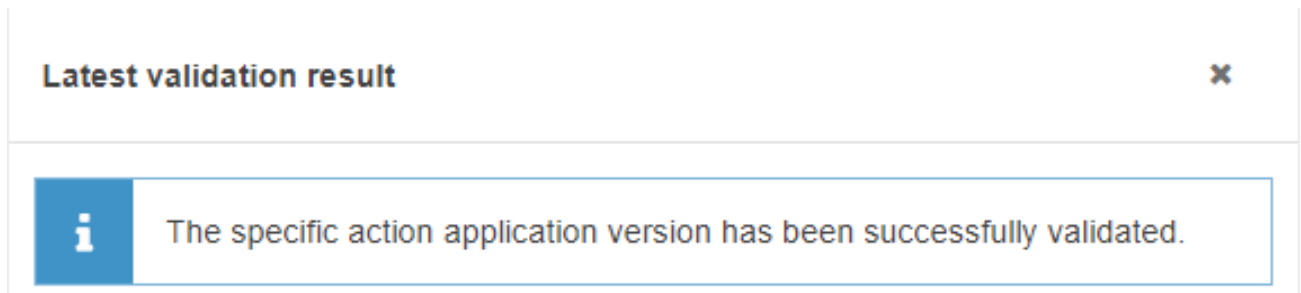 Latest validation result
The specific action application version has been successfully validated.